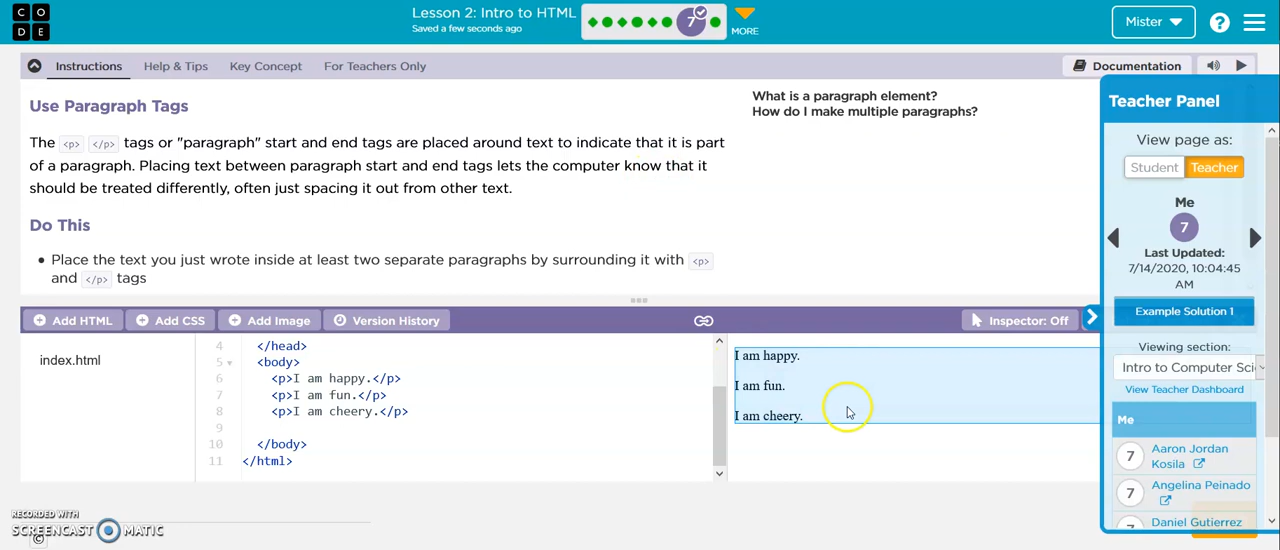 CO
DE
Lesson 2: Intro to HTML
Saved a few seconds ago
7
MORE
Mister
?
Instructions
Help & Tips
Key Concept
For Teachers Only
Documentation
Use Paragraph Tags
The <p> </p> tags or "paragraph" start and end tags are placed around text to indicate that it is part
of a paragraph. Placing text between paragraph start and end tags lets the computer know that it
should be treated differently, often just spacing it out from other text.
Do This
• Place the text you just wrote inside at least two separate paragraphs by surrounding it with <p>
and </p> tags
What is a paragraph element?
How do I make multiple paragraphs?
Teacher Panel
View page as:
Student Teacher
Me
7
Last Updated:
7/14/2020, 10:04:45
AM
Example Solution 1
Viewing section:
Intro to Computer Sci
View Teacher Dashboard
Me
7 Aaron Jordan
Kosila
7 Angelina Peinado
Daniel Gutierrez
Add HTML
Add CSS
Add Image
Version History
Inspector: Off
index.html
4 </head>
5 <body>
6 <p>I am happy.</p>
7 <p>I am fun.</p>
8 <p>I am cheery.</p>
9
10 </body>
11 </html>
I am happy.
I am fun.
I am cheery.
RECORDED WITH
SCREENCAST MATIC
©